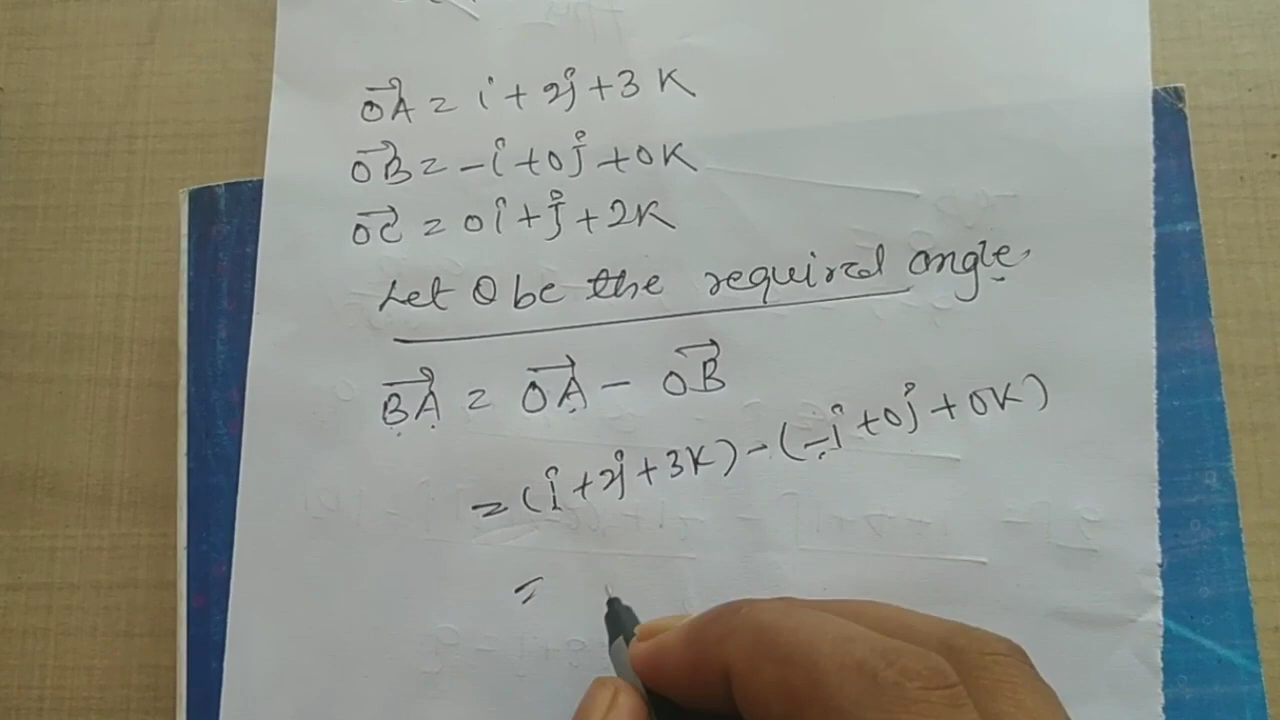 OA = i + 2j + 3K
OB = -i + 0j + 0K
OC = 0i + j + 2K
Let θ be the required angle.
BA = OA - OB
= (i + 2j + 3K) - (-i + 0j + 0K)
=